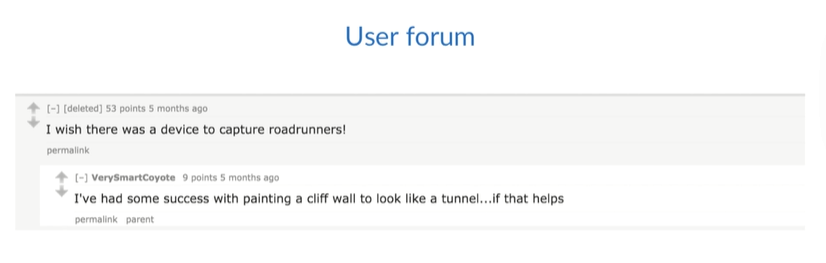 User forum
[-] [deleted] 53 points 5 months ago
I wish there was a device to capture roadrunners!
permalink
[-] VerySmartCoyote 9 points 5 months ago
I've had some success with painting a cliff wall to look like a tunnel...if that helps
permalink parent